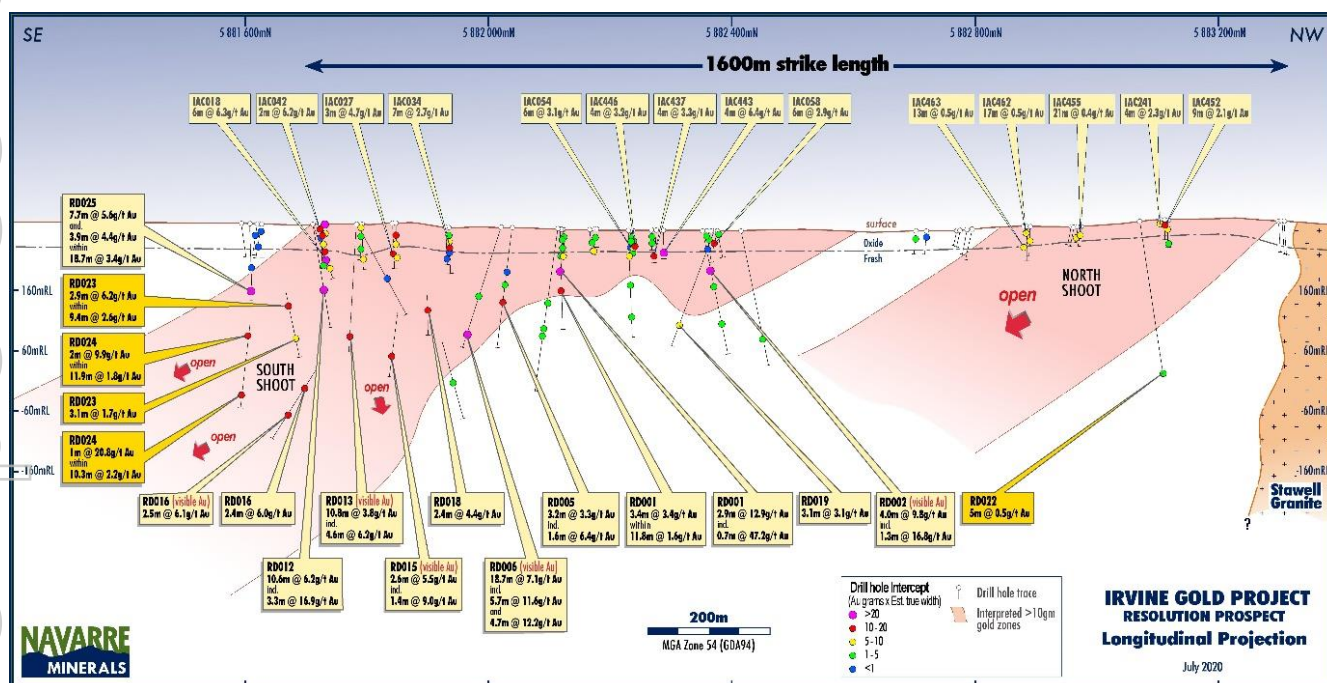 SE
5 881 600mN
5 882 000mN
5 882 400mN
5 882 800mN
5 883 200mN
NW
1600m strike length
IAC018
6m @ 6.3g/t Au
IAC042
2m @ 6.2g/t Au
IAC027
3m @ 4.7g/t Au
IAC034
7m @ 2.7g/t Au
IAC054
6m @ 3.1g/t Au
IAC446
4m @ 3.2g/t Au
IAC437
4m @ 3.3g/t Au
IAC443
4m @ 6.4g/t Au
IAC058
6m @ 2.9g/t Au
IAC463
13m @ 0.5g/t Au
IAC462
17m @ 0.5g/t Au
IAC455
21m @ 0.4g/t Au
IAC241
4m @ 2.3g/t Au
IAC452
9m @ 2.1g/t Au
RD025
7.7m @ 5.6g/t Au
and
3.9m @ 4.4g/t Au
within
18.7m @ 3.4g/t Au
RD023
2.9m @ 6.2g/t Au
within
9.4m @ 2.6g/t Au
RD024
2m @ 9.9g/t Au
within
11.9m @ 1.8g/t Au
RD023
3.1m @ 1.7g/t Au
RD024
1m @ 20.8g/t Au
within
10.3m @ 2.2g/t Au
surface
Oxide
Fresh
160mRL
60mRL
-60mRL
-160mRL
160mRL
60mRL
-60mRL
-160mRL
open
SOUTH
SHOOT
open
open
NORTH
SHOOT
open
Stawell
Granite
?
RD016 (visible Au)
2.5m @ 6.1g/t Au
RD016
2.4m @ 6.0g/t Au
RD013 (visible Au)
10.8m @ 3.8g/t Au
incl.
4.6m @ 6.2g/t Au
RD018
2.4m @ 4.4g/t Au
RD005
3.2m @ 3.3g/t Au
incl.
1.6m @ 6.4g/t Au
RD001
3.4m @ 3.4g/t Au
within
11.8m @ 1.6g/t Au
RD001
2.9m @ 12.9g/t Au
incl.
0.7m @ 47.2g/t Au
RD019
3.1m @ 3.1g/t Au
RD002 (visible Au)
4.0m @ 9.8g/t Au
incl
1.3m @ 16.8g/t Au
RD022
5m @ 0.5g/t Au
RD012
10.6m @ 6.2g/t Au
incl.
3.3m @ 16.9g/t Au
RD015 (visible Au)
2.6m @ 5.5g/t Au
incl.
1.4m @ 9.0g/t Au
RD006 (visible Au)
18.7m @ 7.1g/t Au
incl.
5.7m @ 11.6g/t Au
and
4.7m @ 12.2g/t Au
NAVARRE
MINERALS
200m
MGA Zone 54 (GDA94)
Drill hole Intercept
(Au grams x Est. true width)
>20
10 - 20
5 - 10
1 - 5
<1
Drill hole trace
Interpreted >10gm
gold zones
IRVINE GOLD PROJECT
RESOLUTION PROSPECT
Longitudinal Projection
July 2020